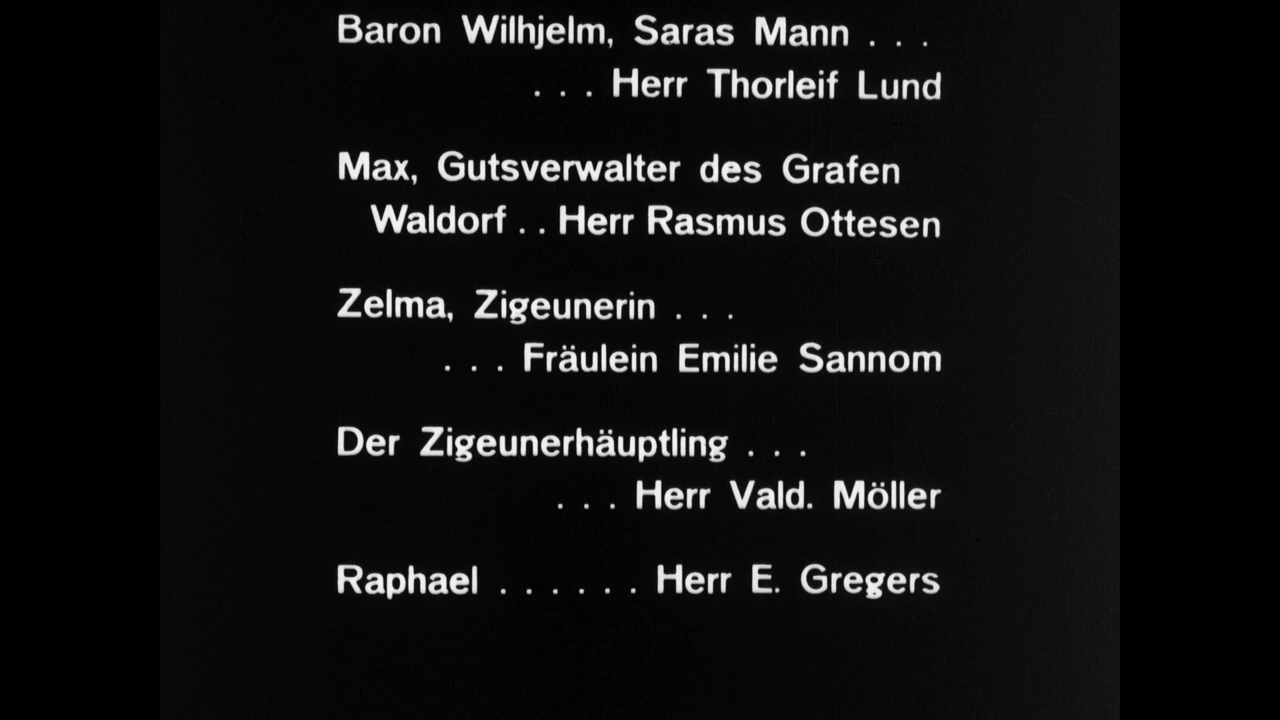 Baron Wilhjelm, Saras Mann . . .
. . . Herr Thorleif Lund
Max, Gutsverwalter des Grafen
Waldorf . . Herr Rasmus Ottesen
Zelma, Zigeunerin . . .
. . . Fräulein Emilie Sannom
Der Zigeunerhäuptling . . .
. . . Herr Vald. Möller
Raphael . . . . . . Herr E. Gregers